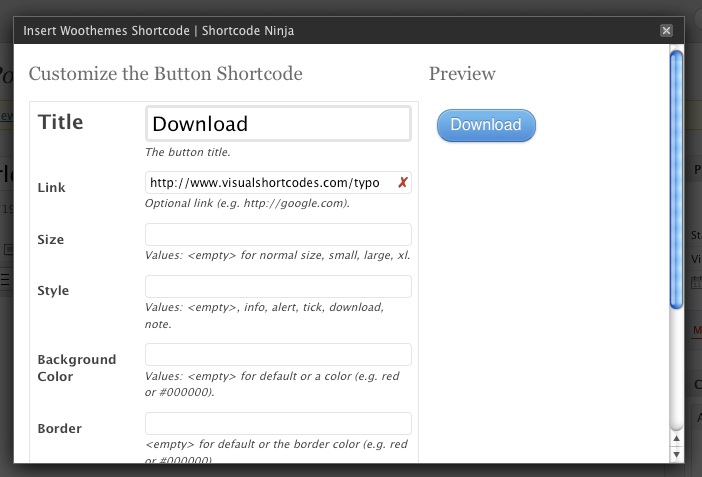 Insert Woothemes Shortcode | Shortcode Ninja
Customize the Button Shortcode
Preview
Title
Download
Download
The button title.
Link
http://www.visualshortcodes.com/typo
✗
Optional link (e.g. http://google.com).
Size
Values: <empty> for normal size, small, large, xl.
Style
Values: <empty>, info, alert, tick, download,
note.
Background
Color
Values: <empty> for default or a color (e.g. red
or #000000).
Border
<empty> for default or the border color (e.g. red
or #000000).